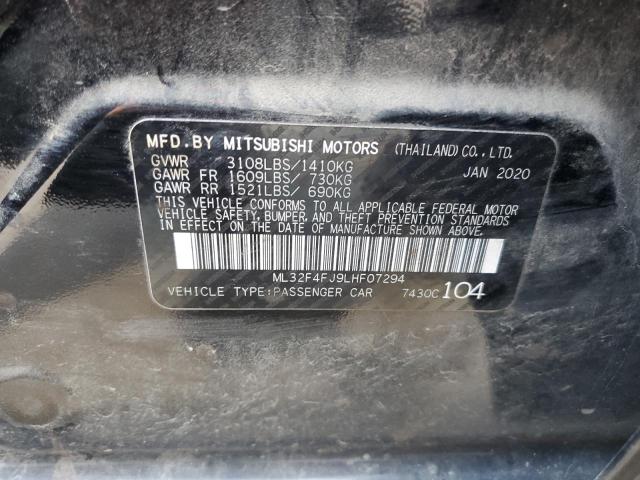 MFD.BY MITSUBISHI MOTORS (THAILAND)CO.,LTD.
GVWR 3108LBS/1410KG JAN 2020
GAWR FR 1609LBS/ 730KG
GAWR RR 1521LBS/ 690KG
THIS VEHICLE CONFORMS TO ALL APPLICABLE FEDERAL MOTOR
VEHICLE SAFETY, BUMPER, AND THEFT PREVENTION STANDARDS
IN EFFECT ON THE DATE OF MANUFACTURE SHOWN ABOVE.
ML32F4FJ9LHF07294
VEHICLE TYPE:PASSENGER CAR 7430C 104